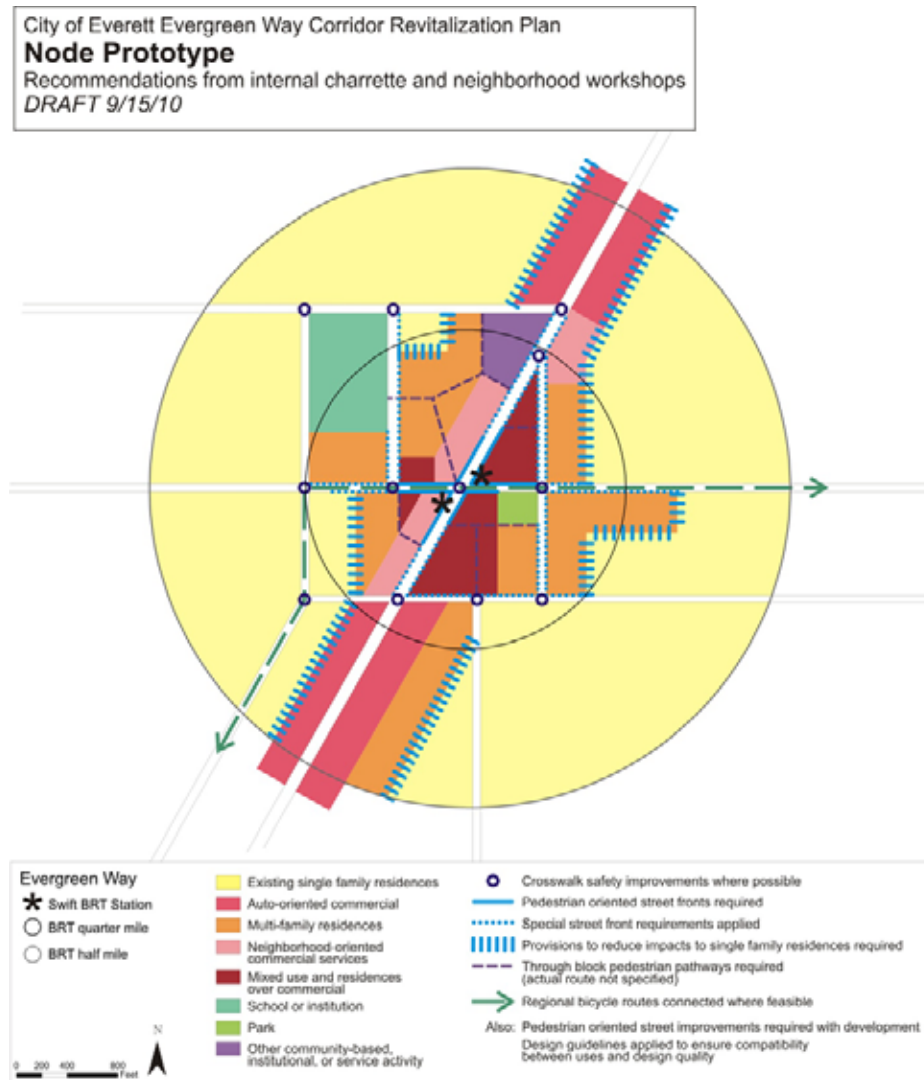 City of Everett Evergreen Way Corridor Revitalization Plan
Node Prototype
Recommendations from internal charrette and neighborhood workshops
DRAFT 9/15/10
Evergreen Way
Swift BRT Station
BRT quarter mile
BRT half mile
N
0 200 400 800
Feet
Existing single family residences
Auto-oriented commercial
Multi-family residences
Neighborhood-oriented
commercial services
Mixed use and residences
over commercial
School or institution
Park
Other community-based,
institutional, or service activity
Crosswalk safety improvements where possible
Pedestrian oriented street fronts required
Special street front requirements applied
Provisions to reduce impacts to single family residences required
Through block pedestrian pathways required
(actual route not specified)
Regional bicycle routes connected where feasible
Also: Pedestrian oriented street improvements required with development
Design guidelines applied to ensure compatibility
between uses and design quality